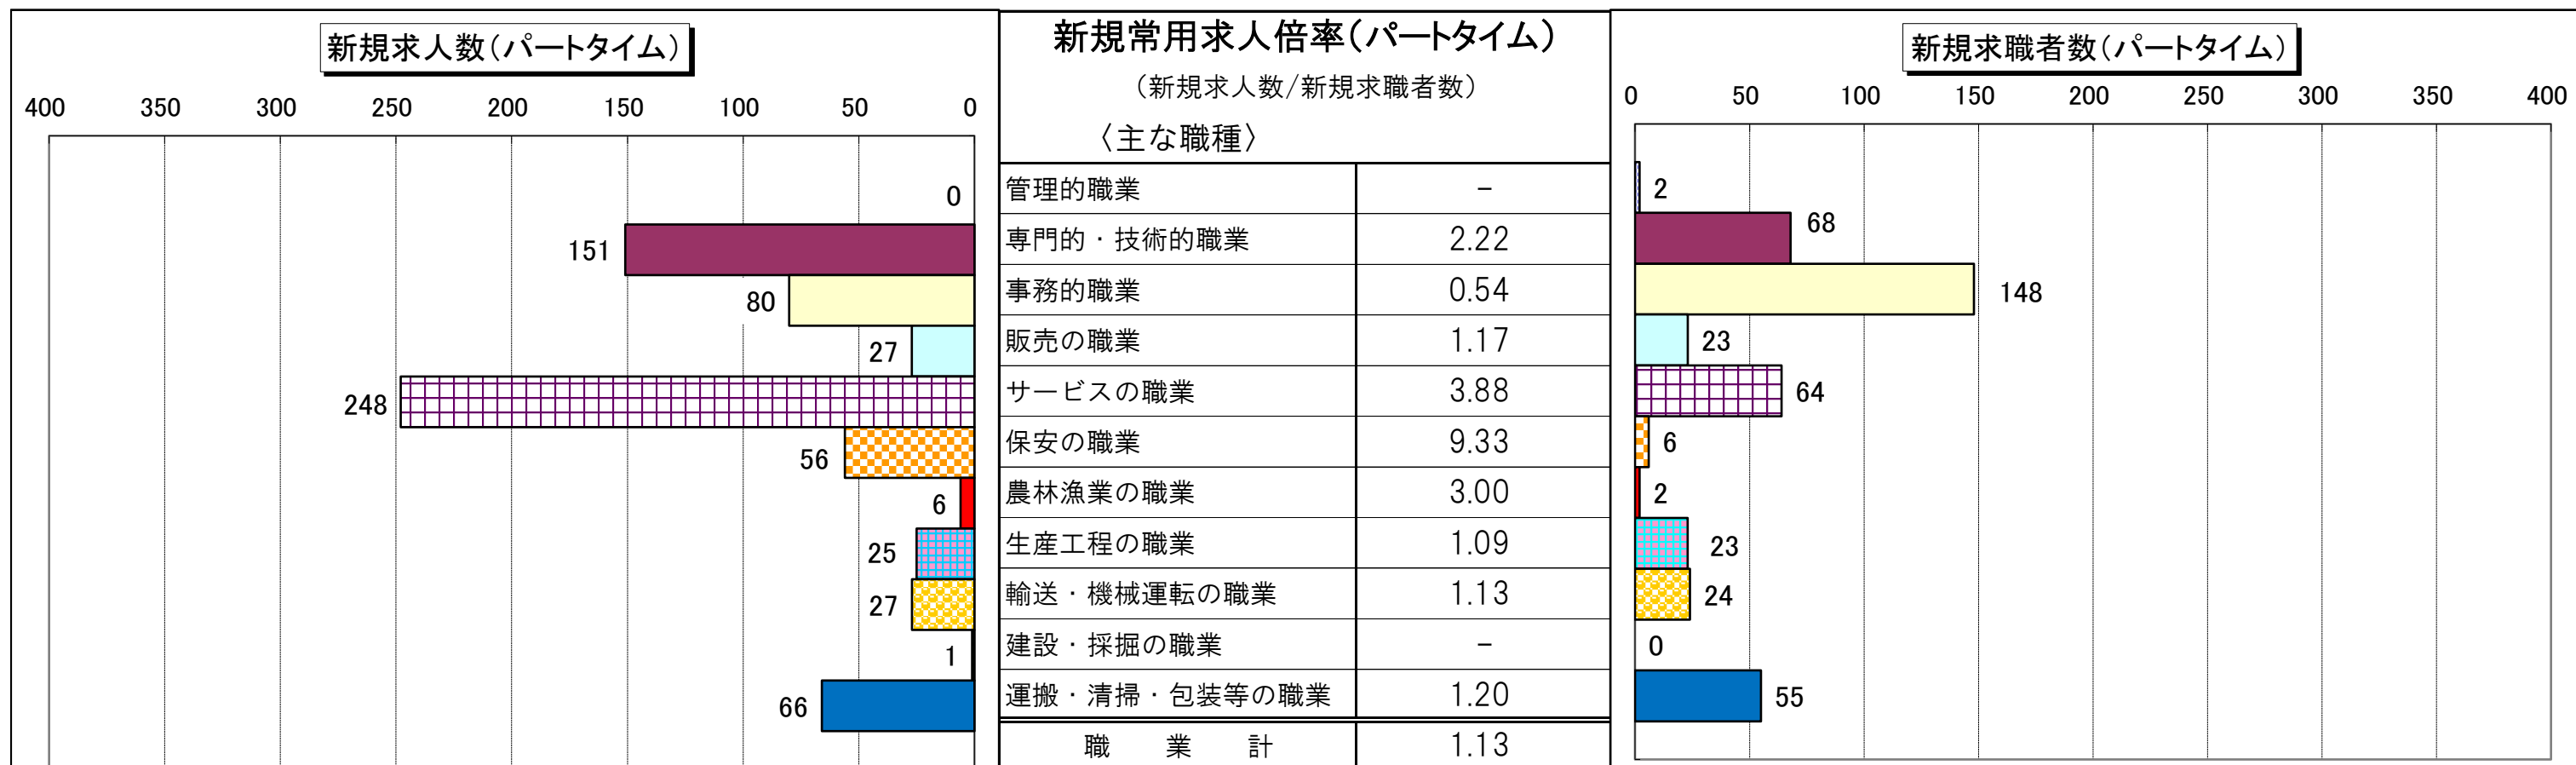 新規求人数(パートタイム)
400 350 300 250 200 150 100 50 0
0
151
80
27
248
56
6
25
27
1
66
新規常用求人倍率(パートタイム)
(新規求人数/新規求職者数)
〈主な職種〉
管理的職業 -
専門的・技術的職業 2.22
事務的職業 0.54
販売の職業 1.17
サービスの職業 3.88
保安の職業 9.33
農林漁業の職業 3.00
生産工程の職業 1.09
輸送・機械運転の職業 1.13
建設・採掘の職業 -
運搬・清掃・包装等の職業 1.20
職 業 計 1.13
新規求職者数(パートタイム)
0 50 100 150 200 250 300 350 400
2
68
148
23
64
6
2
23
24
0
55